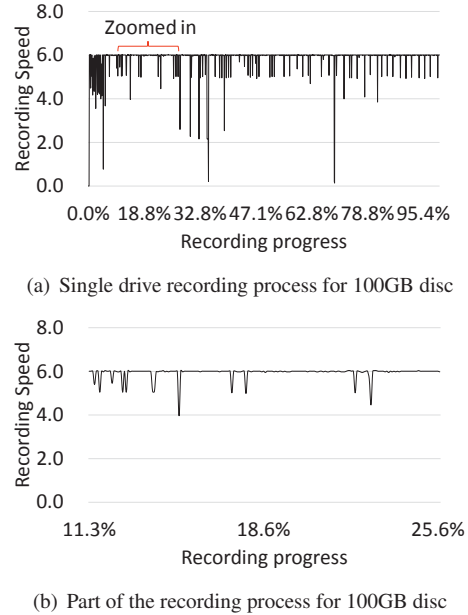 Zoomed in
8.0
6.0
4.0
2.0
0.0
Recording Speed
0.0% 18.8% 32.8% 47.1% 62.8% 78.8% 95.4%
Recording progress
(a) Single drive recording process for 100GB disc
8.0
6.0
4.0
2.0
0.0
Recording Speed
11.3% 18.6% 25.6%
Recording progress
(b) Part of the recording process for 100GB disc